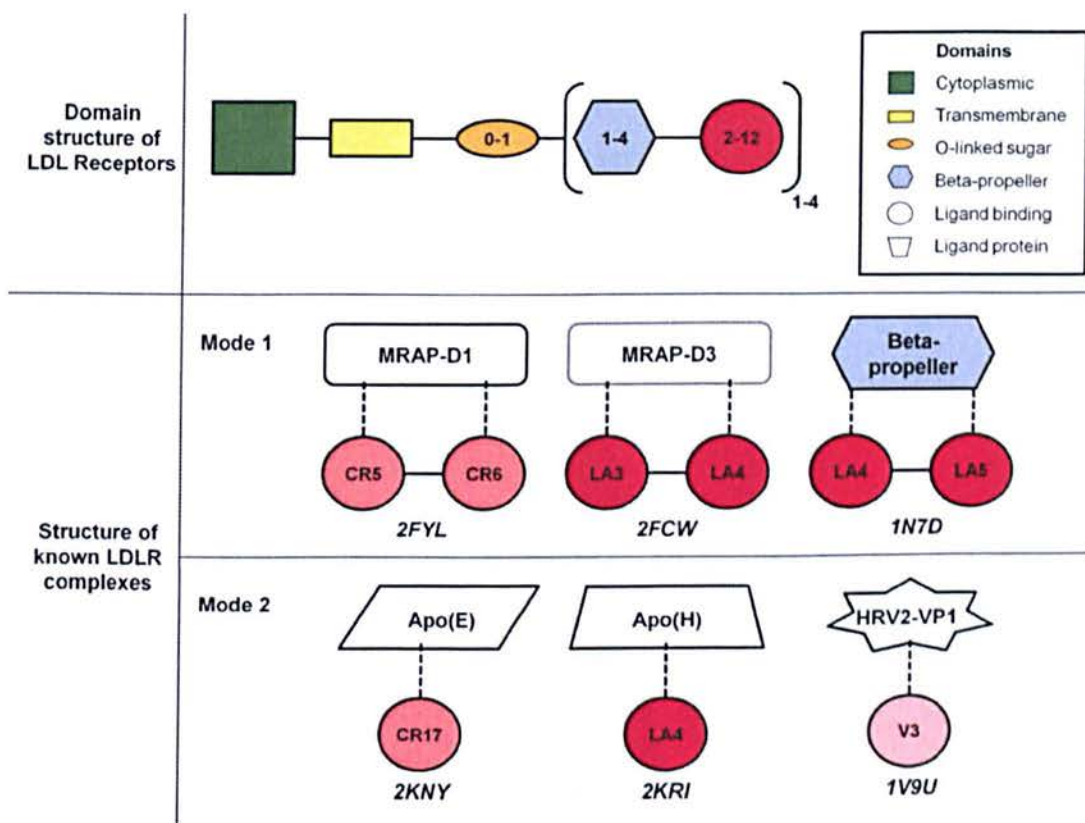 Domain
structure of
LDL Receptors
0-1
1-4
2-12
1-4
Domains
Cytoplasmic
Transmembrane
O-linked sugar
Beta-propeller
Ligand binding
Ligand protein
Structure of
known LDLR
complexes
Mode 1
MRAP-D1
MRAP-D3
Beta-
propeller
CR5
CR6
LA3
LA4
LA4
LA5
2FYL
2FCW
1N7D
Mode 2
Apo(E)
Apo(H)
HRV2-VP1
CR17
LA4
V3
2KNY
2KRI
1V9U